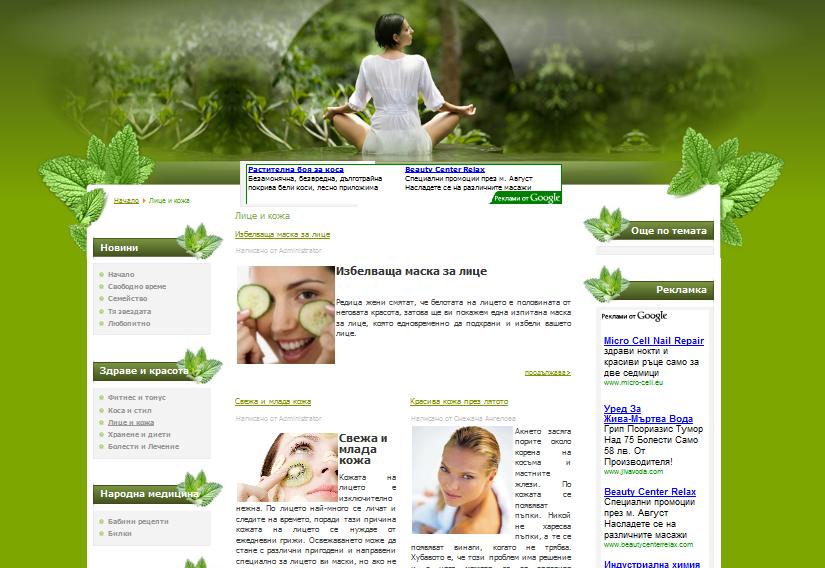 Растителна боя за коса
Безамонячна, безвредна, дълготрайна
покрива бели коси, лесно приложима
Beauty Center Relax
Специални промоции през м. Август
Насладете се на различните масажи
Реклами от Google
Начало Лице и кожа
Новини
Начало
Свободно време
Семейство
Тя звездата
Любопитно
Здраве и красота
Фитнес и тонус
Коса и стил
Лице и кожа
Хранене и диети
Болести и Лечение
Народна медицина
Бабини рецепти
Билки
Лице и кожа
Избелваща маска за лице
Написано от Administrator
Избелваща маска за лице
Редица жени смятат, че белотата на лицето е половината от
неговата красота, затова ще ви покажем една изпитана маска
за лице, която едновременно да подхрани и избели вашето
лице.
продължава>
Свежа и млада кожа
Написано от Administrator
Свежа и
млада
кожа
Кожата на
лицето е
изключително
нежна. По лицето най-много се личат и
следите на времето, поради тази причина
кожата на лицето се нуждае от
ежедневни грижи. Освежаването може да
стане с различни пригодени и направени
специално за лицето ви маски, но ако не
Красива кожа през лятото
Написано от Снежана Ангелова
Акнето засяга
порите около
корена на
косъма и
мастните
жлези. По
кожата се
появяват
пъпки. Никой
не харесва
пъпки, а те се
появяват винаги, когато не трябва.
Хубавото е, че този проблем има решение
Още по темата
Рекламка
Реклами от Google
Micro Cell Nail Repair
здрави нокти и
красиви ръце само за
две седмици
www.micro-cell.eu
Уред За
Жива-Мъртва Вода
Грип Псориазис Тумор
Над 75 Болести Само
58 лв. От
Производителя!
www.jivavoda.com
Beauty Center Relax
Специални промоции
през м. Август
Насладете се на
различните масажи
www.beautycenterrelax.com
Индустриална химия